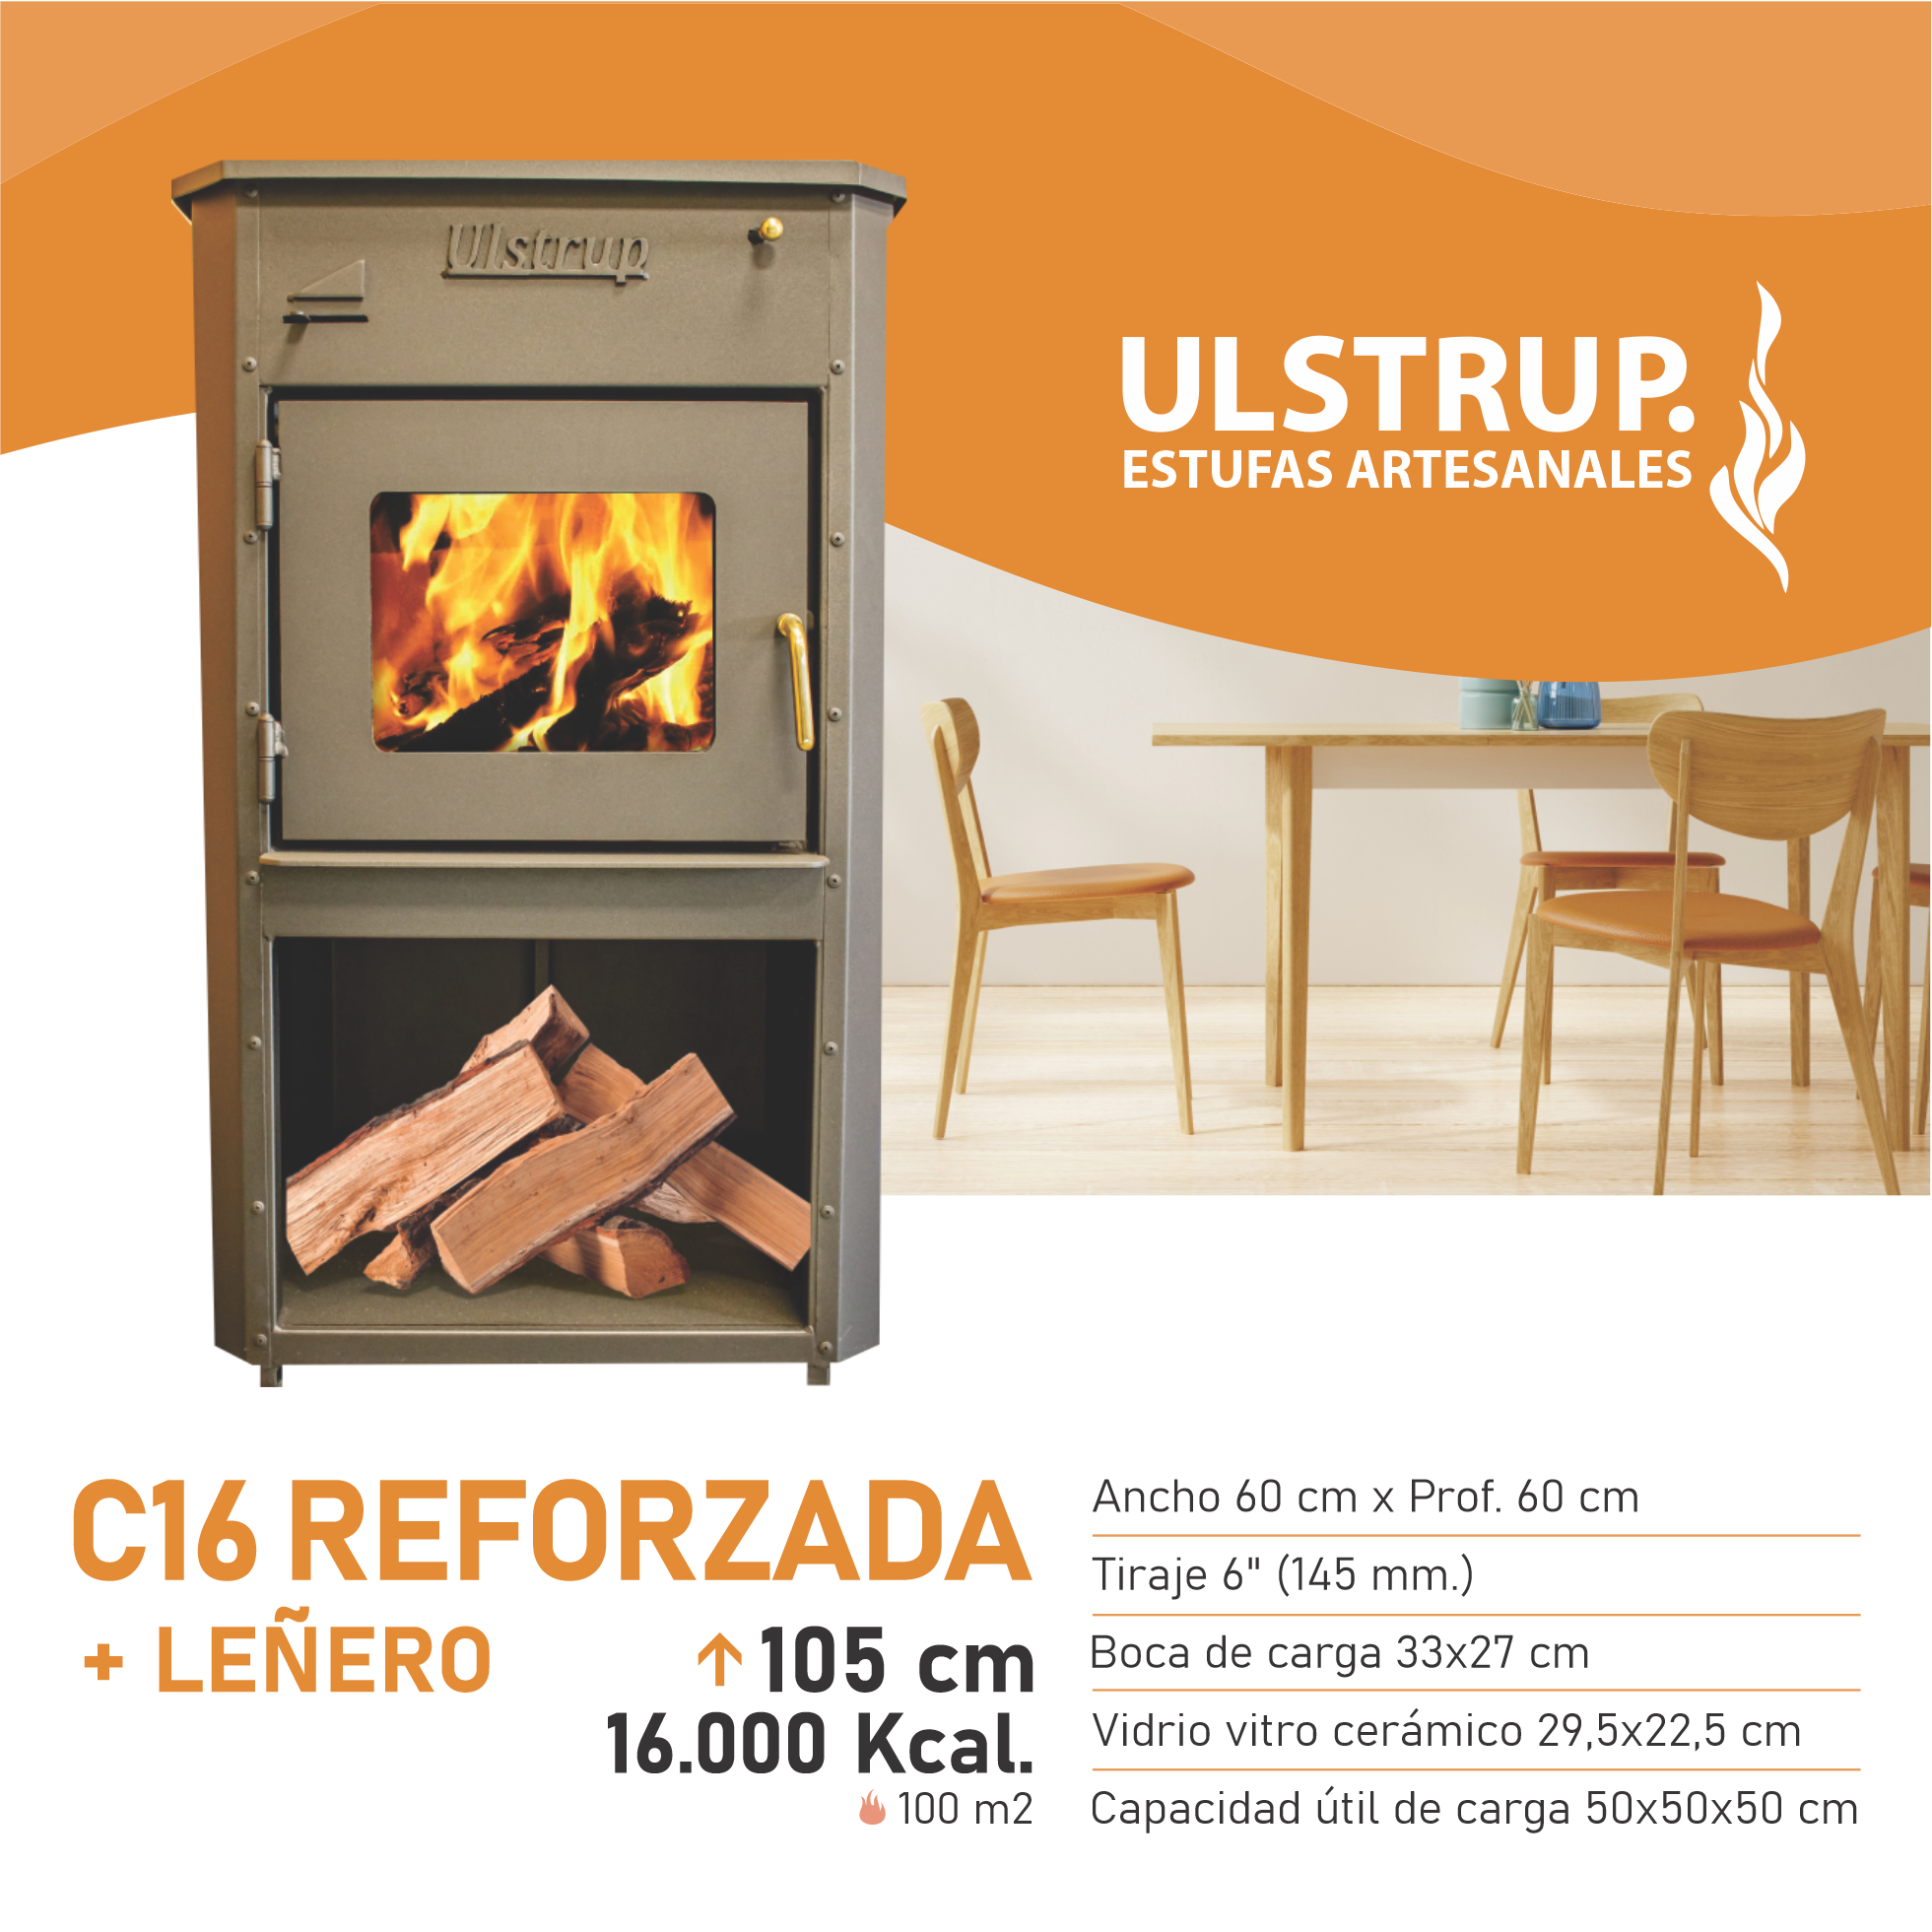 Ulstrup
ULSTRUP.
ESTUFAS ARTESANALES
C16 REFORZADA
+ LEÑERO
↑105 cm
16.000 Kcal.
100 m2
Ancho 60 cm x Prof. 60 cm
Tiraje 6" (145 mm.)
Boca de carga 33x27 cm
Vidrio vitro cerámico 29,5x22,5 cm
Capacidad útil de carga 50x50x50 cm